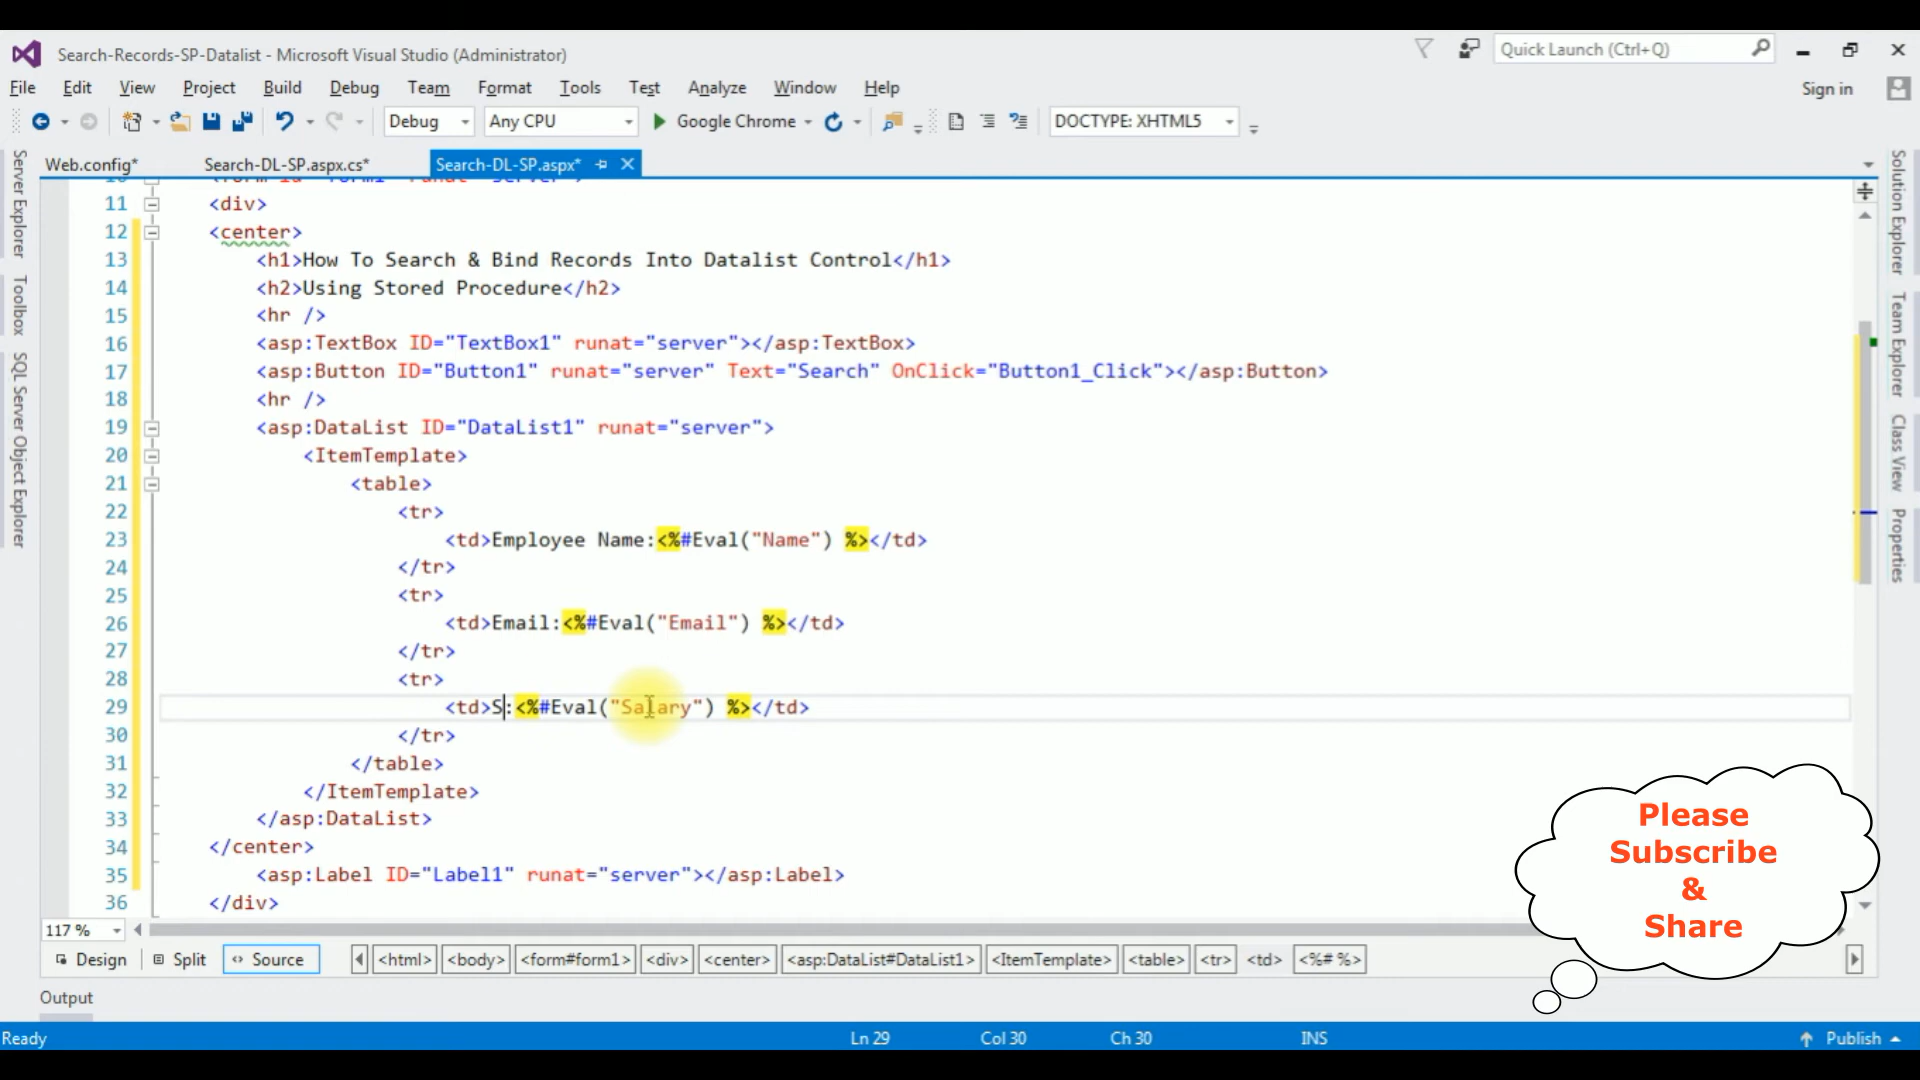 Search-Records-SP-Datalist - Microsoft Visual Studio (Administrator)
Quick Launch (Ctrl+Q)
File Edit View Project Build Debug Team Format Tools Test Analyze Window Help
Sign in
Debug Any CPU Google Chrome DOCTYPE: XHTML5
Web.config* Search-DL-SP.aspx.cs* Search-DL-SP.aspx*
Server Explorer
Toolbox
SQL Server Object Explorer
Solution Explorer
Team Explorer
Class View
Properties
10 <form id="form1" runat="server">
11 <div>
12 <center>
13 <h1>How To Search & Bind Records Into Datalist Control</h1>
14 <h2>Using Stored Procedure</h2>
15 <hr />
16 <asp:TextBox ID="TextBox1" runat="server"></asp:TextBox>
17 <asp:Button ID="Button1" runat="server" Text="Search" OnClick="Button1_Click"></asp:Button>
18 <hr />
19 <asp:DataList ID="DataList1" runat="server">
20 <ItemTemplate>
21 <table>
22 <tr>
23 <td>Employee Name:<%#Eval("Name") %></td>
24 </tr>
25 <tr>
26 <td>Email:<%#Eval("Email") %></td>
27 </tr>
28 <tr>
29 <td>S:<%#Eval("Salary") %></td>
30 </tr>
31 </table>
32 </ItemTemplate>
33 </asp:DataList>
34 </center>
35 <asp:Label ID="Label1" runat="server"></asp:Label>
36 </div>
Please
Subscribe
&
Share
117 %
Design Split Source <html> <body> <form#form1> <div> <center> <asp:DataList#DataList1> <ItemTemplate> <table> <tr> <td> <%# %>
Output
Ready Ln 29 Col 30 Ch 30 INS Publish